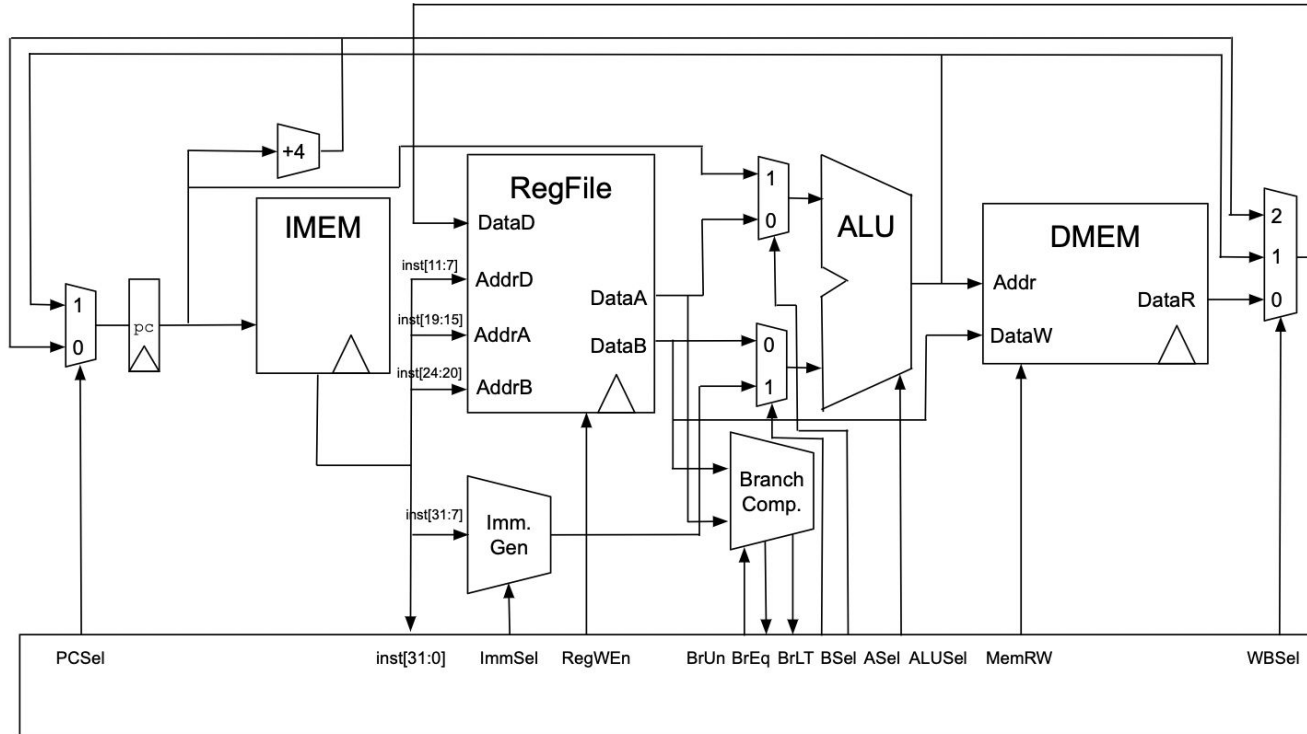 +4
RegFile
IMEM
DataD
inst[11:7]
AddrD
inst[19:15]
AddrA
inst[24:20]
AddrB
DataA
DataB
1
0
pc
1
0
0
1
ALU
DMEM
Addr
DataR
DataW
2
1
0
inst[31:7]
Imm.
Gen
Branch
Comp.
PCSel
inst[31:0]
ImmSel
RegWEn
BrUn
BrEq
BrLT
BSel
ASel
ALUSel
MemRW
WBSel